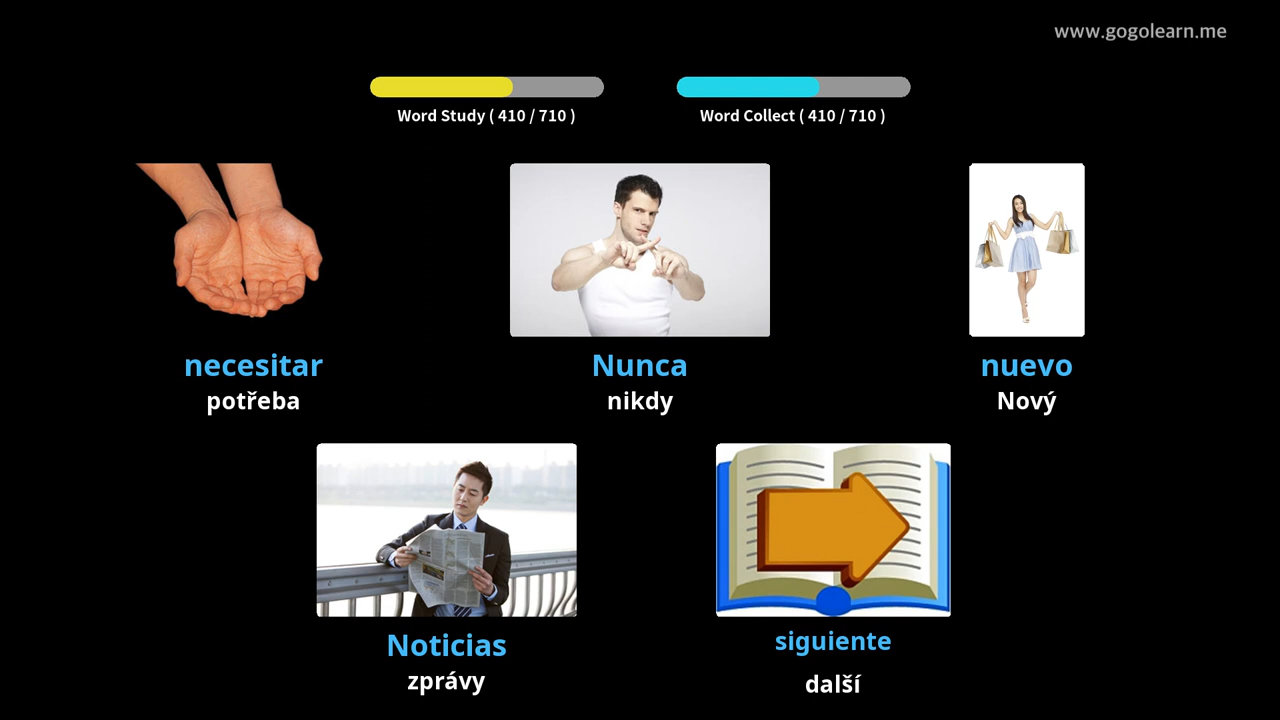 www.gogolearn.me
Word Study ( 410 / 710 )
Word Collect ( 410 / 710 )
necesitar
potřeba
Nunca
nikdy
nuevo
Nový
Noticias
zprávy
siguiente
další